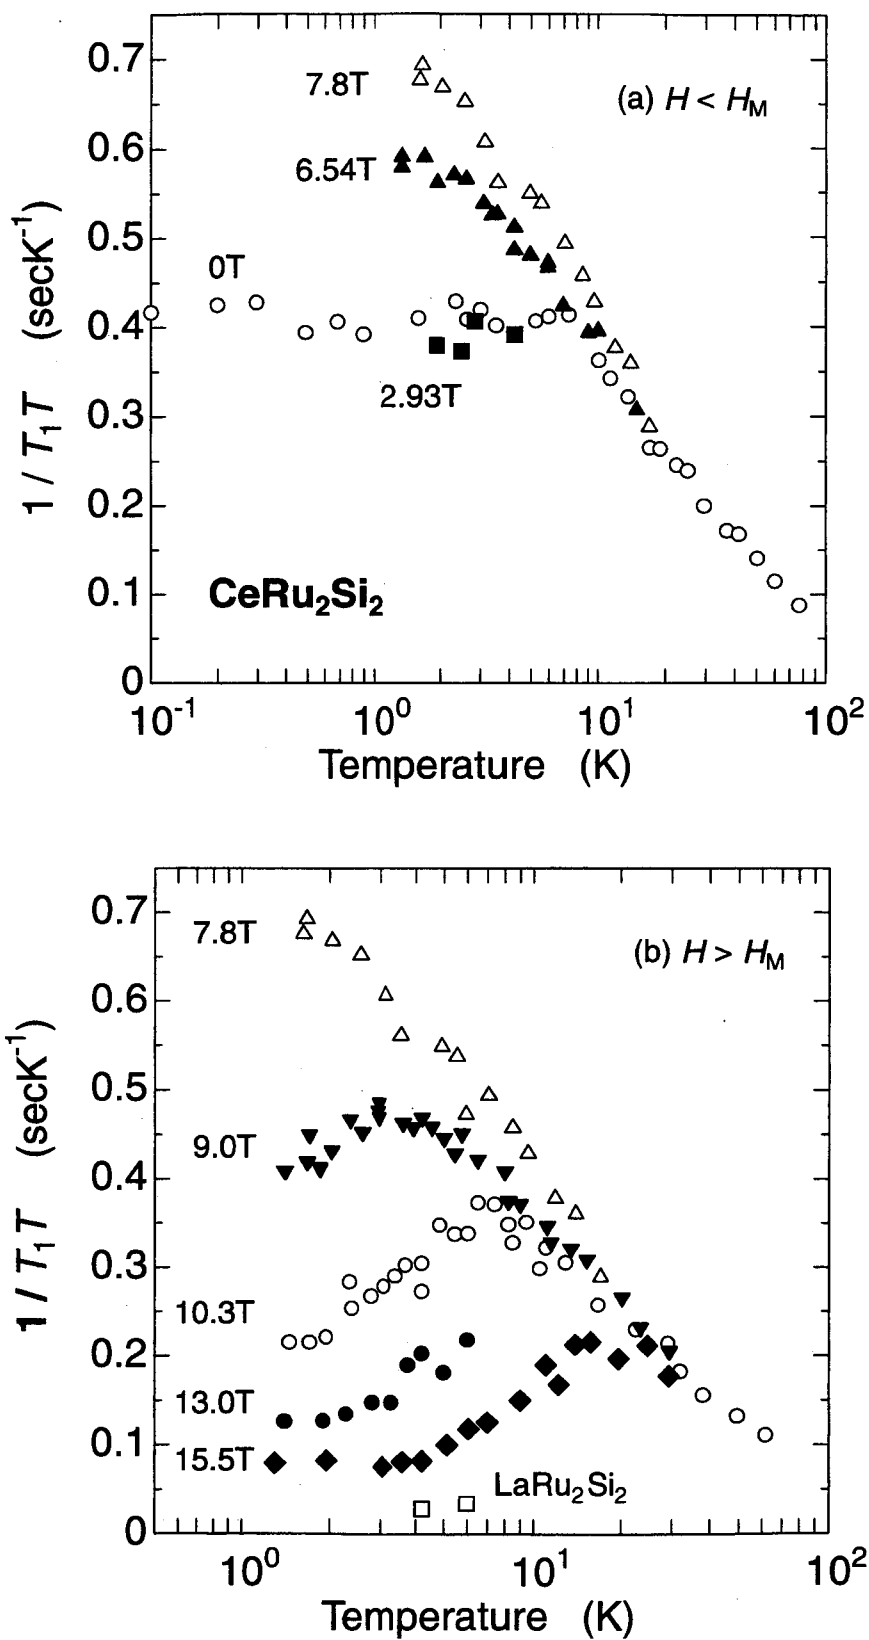 0.7
7.8T
(a) H < H_M
0.6
6.54T
0.5
0T
0.4
2.93T
0.3
0.2
0.1
CeRu₂Si₂
0
1 / T₁T (secK⁻¹)
10⁻¹ 10⁰ 10¹ 10²
Temperature (K)
0.7
7.8T
(b) H > H_M
0.6
0.5
9.0T
0.4
0.3
10.3T
0.2
13.0T
0.1
15.5T
LaRu₂Si₂
0
1 / T₁T (secK⁻¹)
10⁰ 10¹ 10²
Temperature (K)